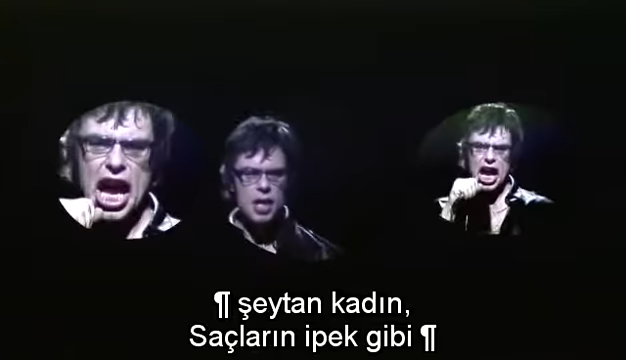 ¶ şeytan kadın,
Saçların ipek gibi ¶